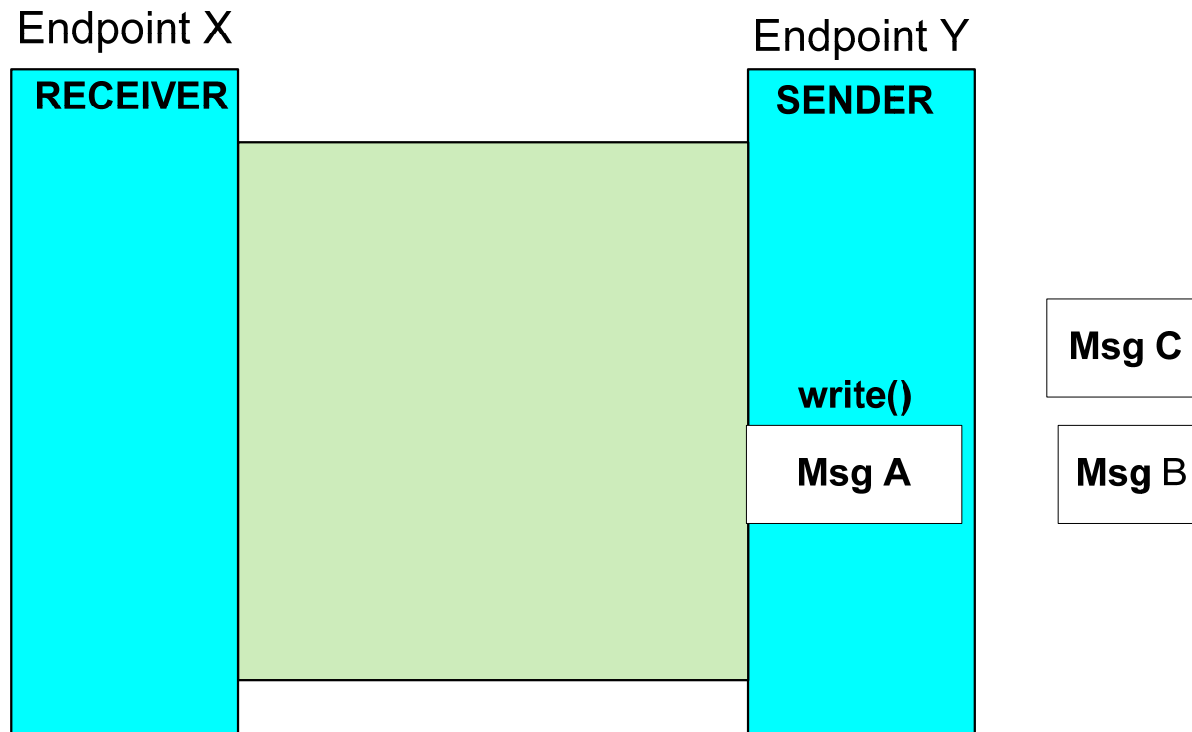 Endpoint X
Endpoint Y
RECEIVER
SENDER
Msg C
write()
Msg A
Msg B